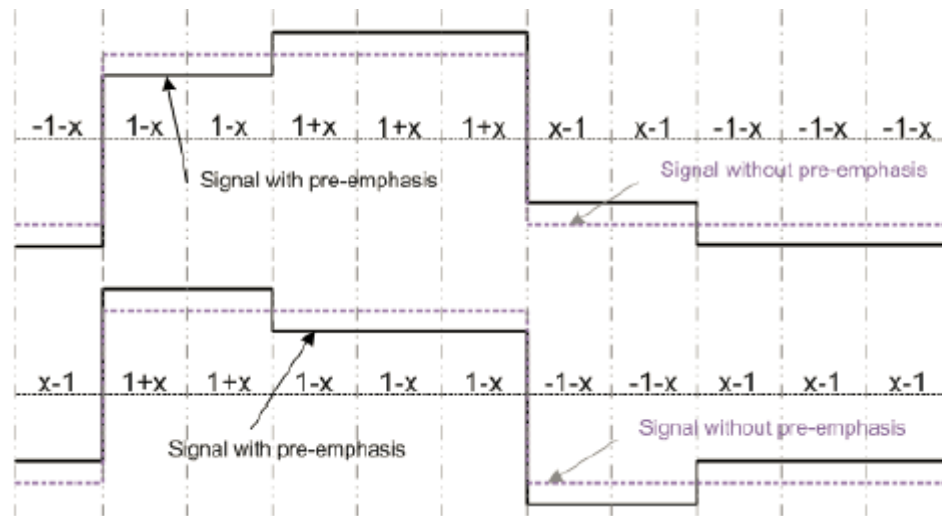 -1-x 1-x 1-x 1+x 1+x 1+x x-1 x-1 -1-x -1-x -1-x
Signal with pre-emphasis
Signal without pre-emphasis
x-1 1+x 1+x 1-x 1-x 1-x -1-x -1-x x-1 x-1 x-1
Signal with pre-emphasis
Signal without pre-emphasis